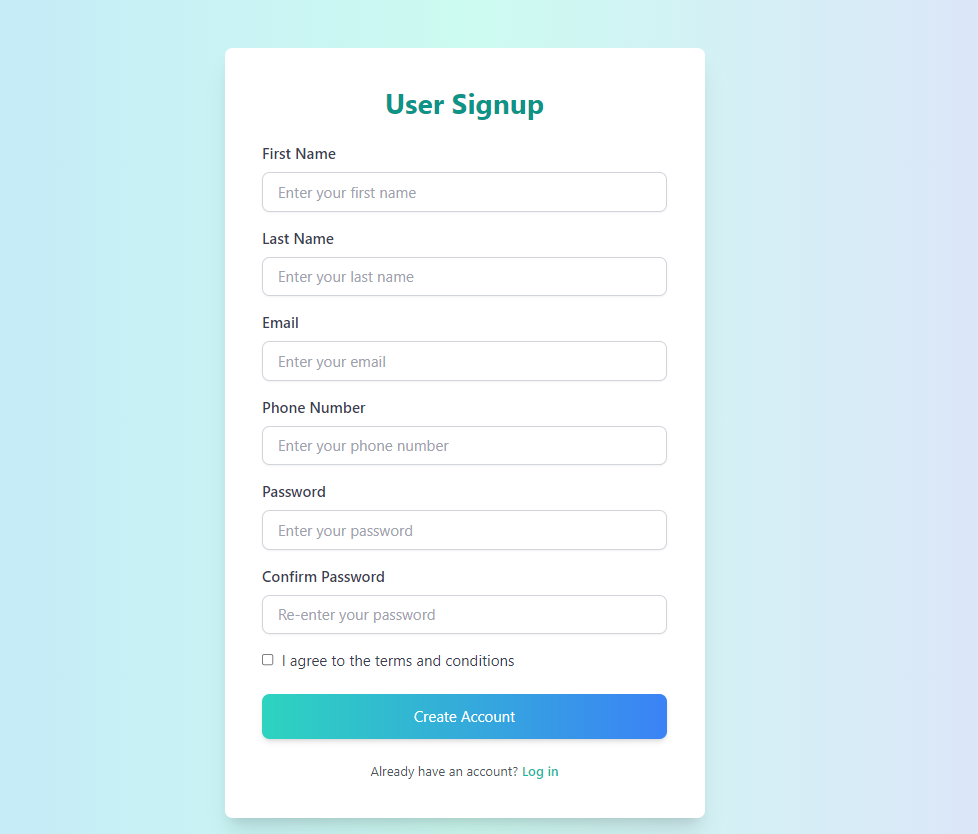 User Signup
First Name
Enter your first name
Last Name
Enter your last name
Email
Enter your email
Phone Number
Enter your phone number
Password
Enter your password
Confirm Password
Re-enter your password
I agree to the terms and conditions
Create Account
Already have an account? Log in